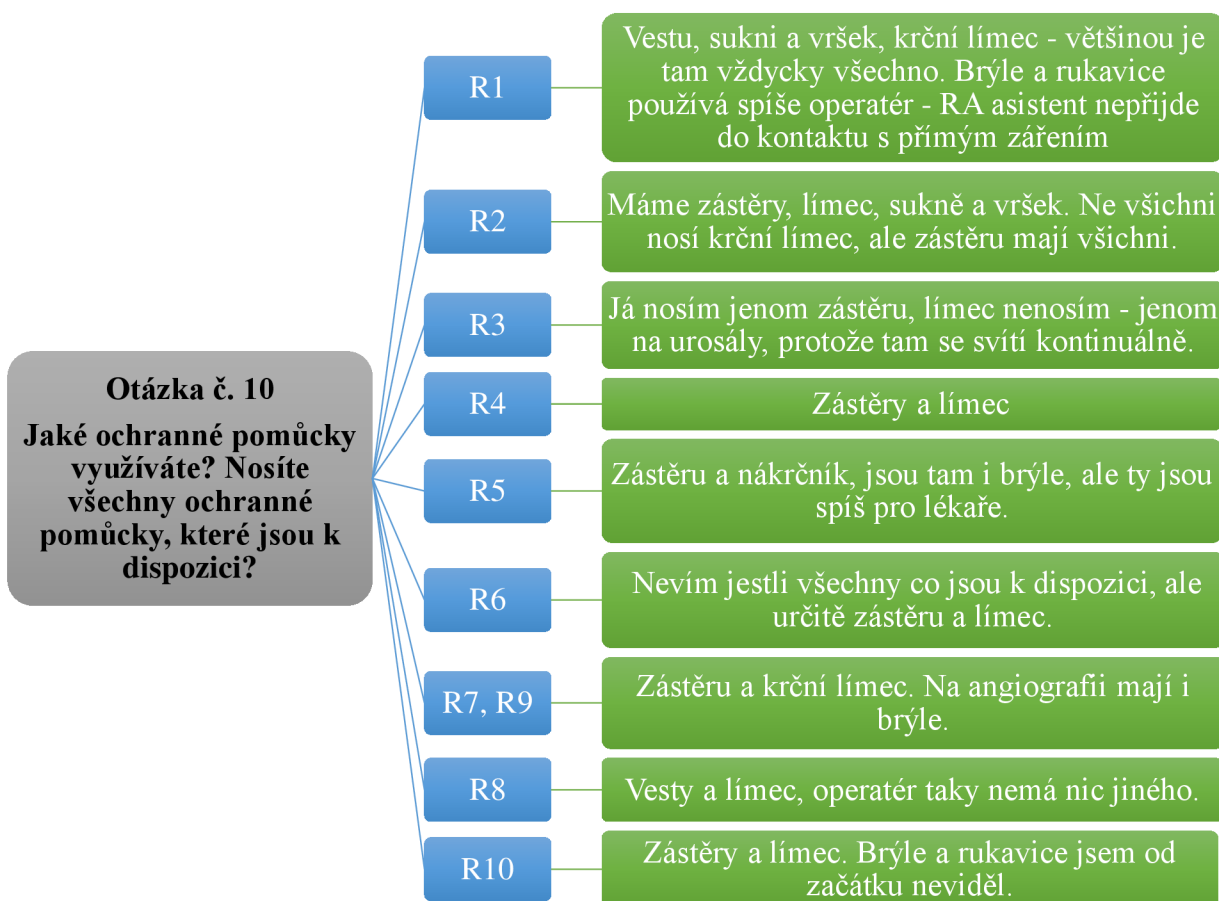 Otázka č. 10
Jaké ochranné pomůcky
využíváte? Nosíte
všechny ochranné
pomůcky, které jsou k
dispozici?
R1
Vestu, sukni a vršek, krční límec - většinou je
tam vždycky všechno. Brýle a rukavice
používá spíše operatér - RA asistent nepřijde
do kontaktu s přímým zářením
R2
Máme zástěry, límec, sukně a vršek. Ne všichni
nosí krční límec, ale zástěru mají všichni.
R3
Já nosím jenom zástěru, límec nenosím - jenom
na urosály, protože tam se svítí kontinuálně.
R4
Zástěry a límec
R5
Zástěru a nákrčník, jsou tam i brýle, ale ty jsou
spíš pro lékaře.
R6
Nevím jestli všechny co jsou k dispozici, ale
určitě zástěru a límec.
R7, R9
Zástěru a krční límec. Na angiografii mají i
brýle.
R8
Vesty a límec, operatér taky nemá nic jiného.
R10
Zástěry a límec. Brýle a rukavice jsem od
začátku neviděl.